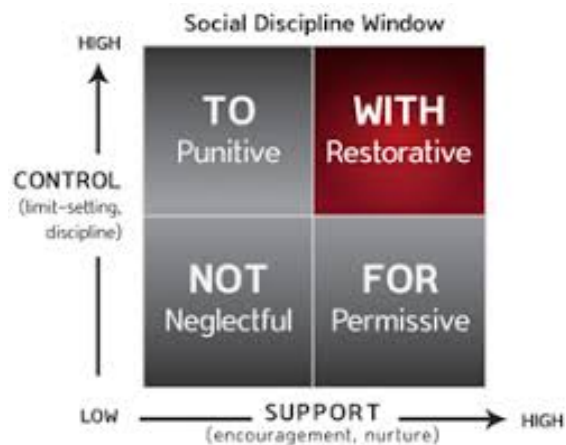 Social Discipline Window
HIGH
TO
Punitive
WITH
Restorative
CONTROL
(limit-setting,
discipline)
NOT
Neglectful
FOR
Permissive
LOW
SUPPORT
HIGH
(encouragement, nurture)